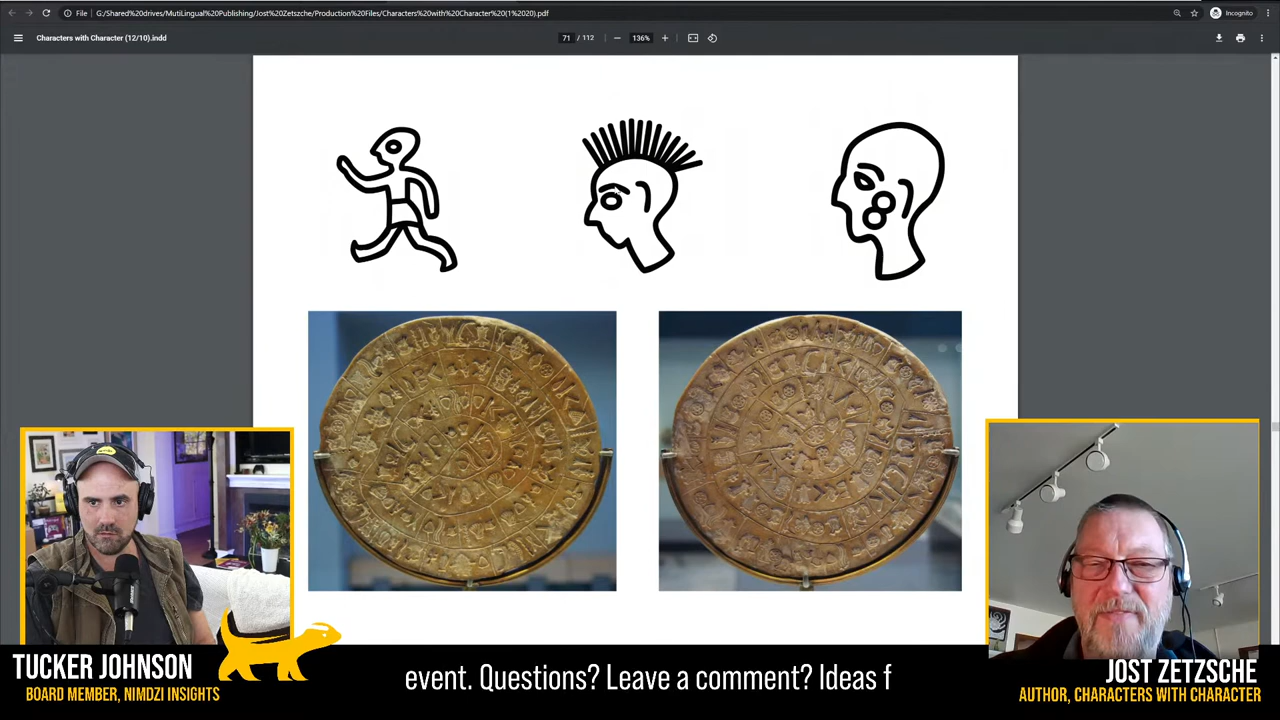 File | G:/Shared%20drives/MutiLingual%20Publishing/Jost%20Zetszche/Production%20Files/Characters%20with%20Character%20(1%2020).pdf
Incognito
Characters with Character (12/10).indd
71 / 112
136%
TUCKER JOHNSON
BOARD MEMBER, NIMDZI INSIGHTS
event. Questions? Leave a comment? Ideas f
JOST ZETZSCHE
AUTHOR, CHARACTERS WITH CHARACTER